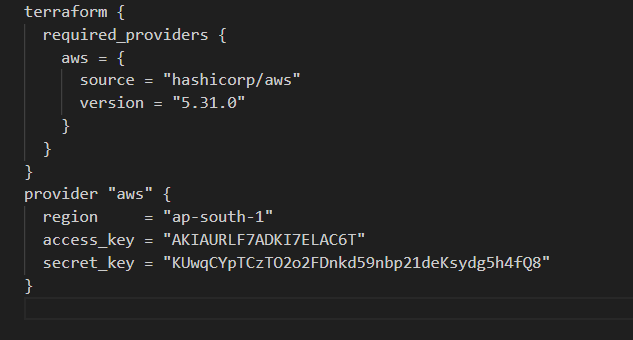 terraform {
  required_providers {
    aws = {
      source = "hashicorp/aws"
      version = "5.31.0"
    }
  }
}
provider "aws" {
  region     = "ap-south-1"
  access_key = "AKIAURLF7ADKI7ELAC6T"
  secret_key = "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"
}